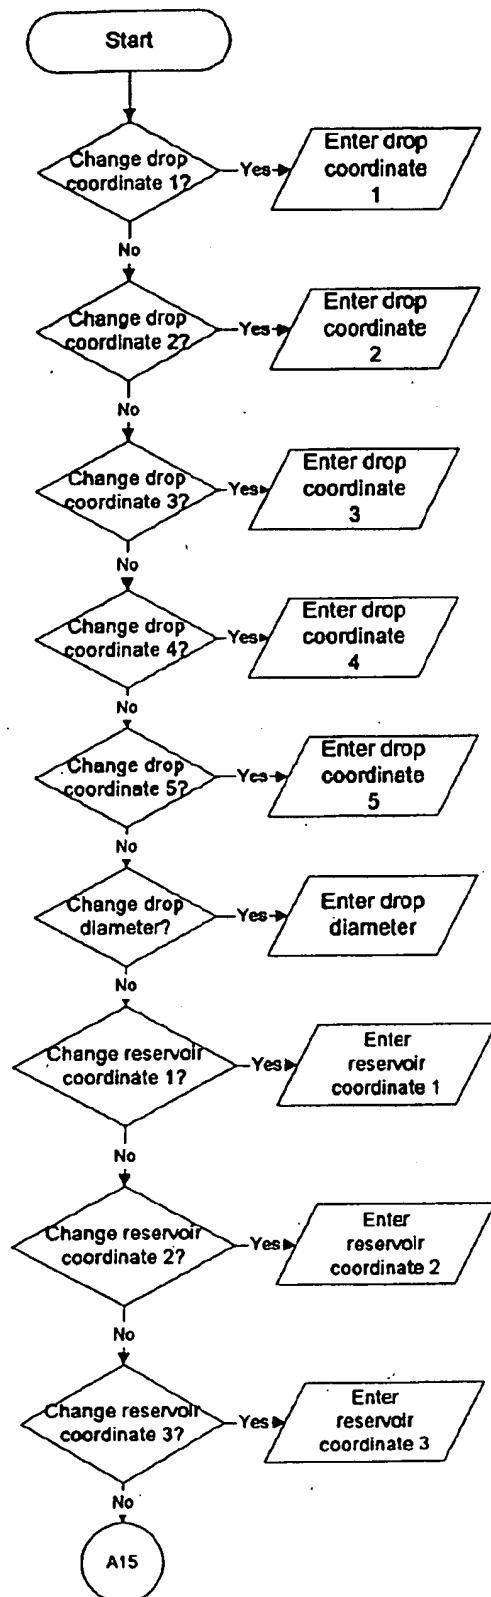 Start
Change drop
coordinate 1?
Yes
Enter drop
coordinate
1
No
Change drop
coordinate 2?
Yes
Enter drop
coordinate
2
No
Change drop
coordinate 3?
Yes
Enter drop
coordinate
3
No
Change drop
coordinate 4?
Yes
Enter drop
coordinate
4
No
Change drop
coordinate 5?
Yes
Enter drop
coordinate
5
No
Change drop
diameter?
Yes
Enter drop
diameter
No
Change reservoir
coordinate 1?
Yes
Enter
reservoir
coordinate 1
No
Change reservoir
coordinate 2?
Yes
Enter
reservoir
coordinate 2
No
Change reservoir
coordinate 3?
Yes
Enter
reservoir
coordinate 3
No
A15